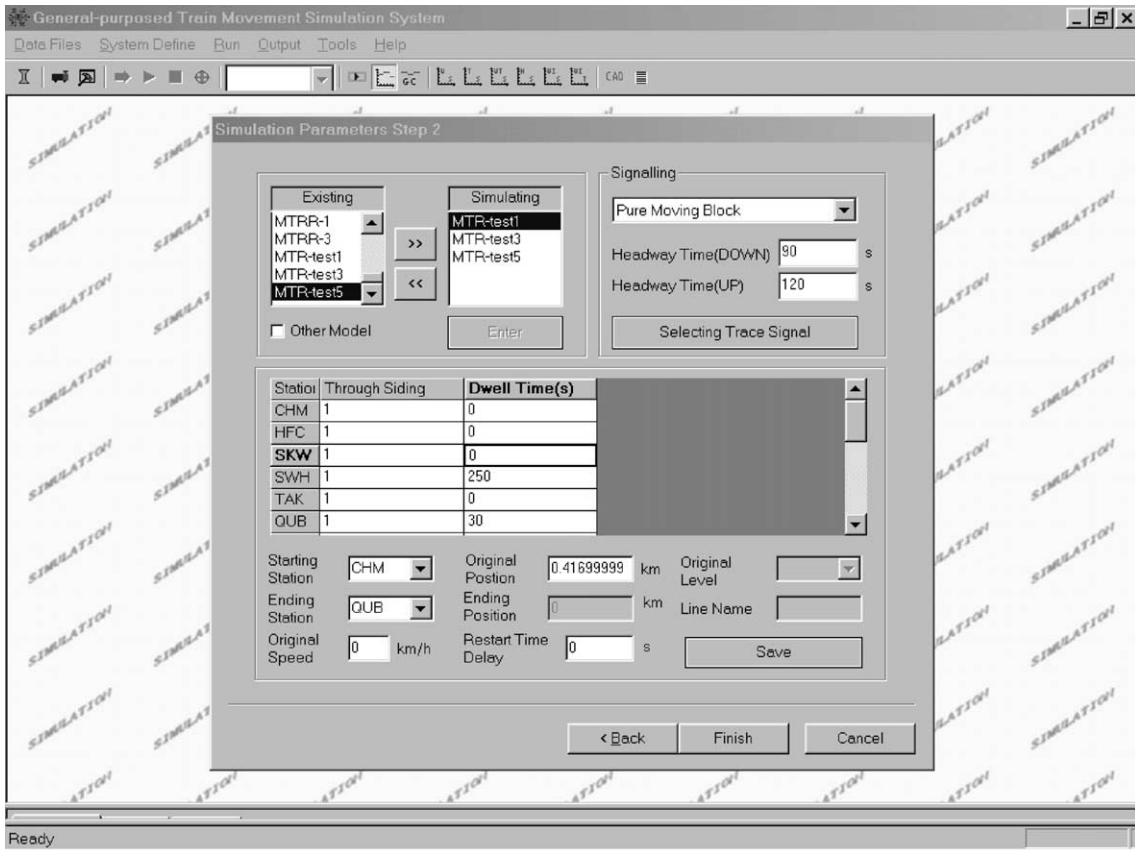 General-purposed Train Movement Simulation System
Data Files System Define Run Output Tools Help
GC CAD
Simulation Parameters Step 2
Existing
MTRR-1
MTRR-3
MTR-test1
MTR-test3
MTR-test5
>>
<<
Simulating
MTR-test1
MTR-test3
MTR-test5
Other Model
Enter
Signalling
Pure Moving Block
Headway Time(DOWN) 90 s
Headway Time(UP) 120 s
Selecting Trace Signal
Station Through Siding Dwell Time(s)
CHM 1 0
HFC 1 0
SKW 1 0
SWH 1 250
TAK 1 0
QUB 1 30
Starting Station CHM Original Postion 0.41699999 km Original Level
Ending Station QUB Ending Position 0 km Line Name
Original Speed 0 km/h Restart Time Delay 0 s Save
< Back Finish Cancel
SIMULATION
Ready